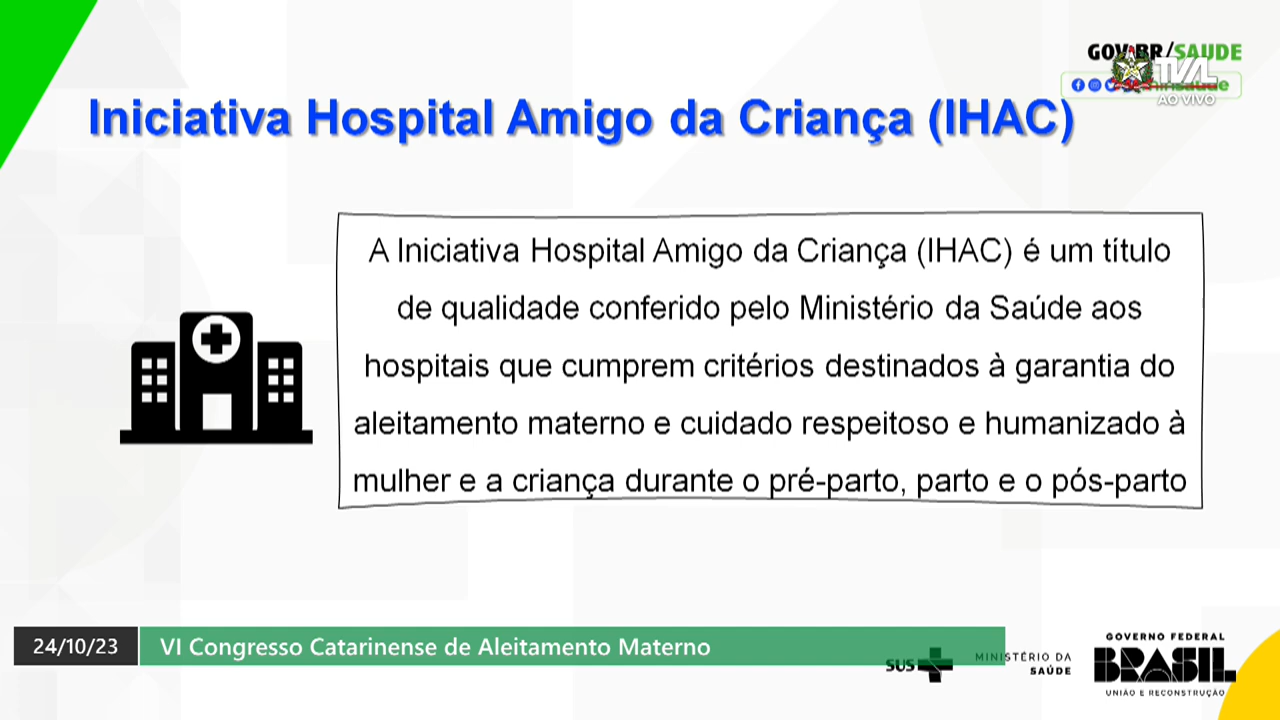 GOV.BR/SAUDE
TVAL
AO VIVO
minsaude
Iniciativa Hospital Amigo da Criança (IHAC)
A Iniciativa Hospital Amigo da Criança (IHAC) é um título
de qualidade conferido pelo Ministério da Saúde aos
hospitais que cumprem critérios destinados à garantia do
aleitamento materno e cuidado respeitoso e humanizado à
mulher e a criança durante o pré-parto, parto e o pós-parto
24/10/23
VI Congresso Catarinense de Aleitamento Materno
SUS
MINISTÉRIO DA
SAÚDE
GOVERNO FEDERAL
BRASIL
UNIÃO E RECONSTRUÇÃO